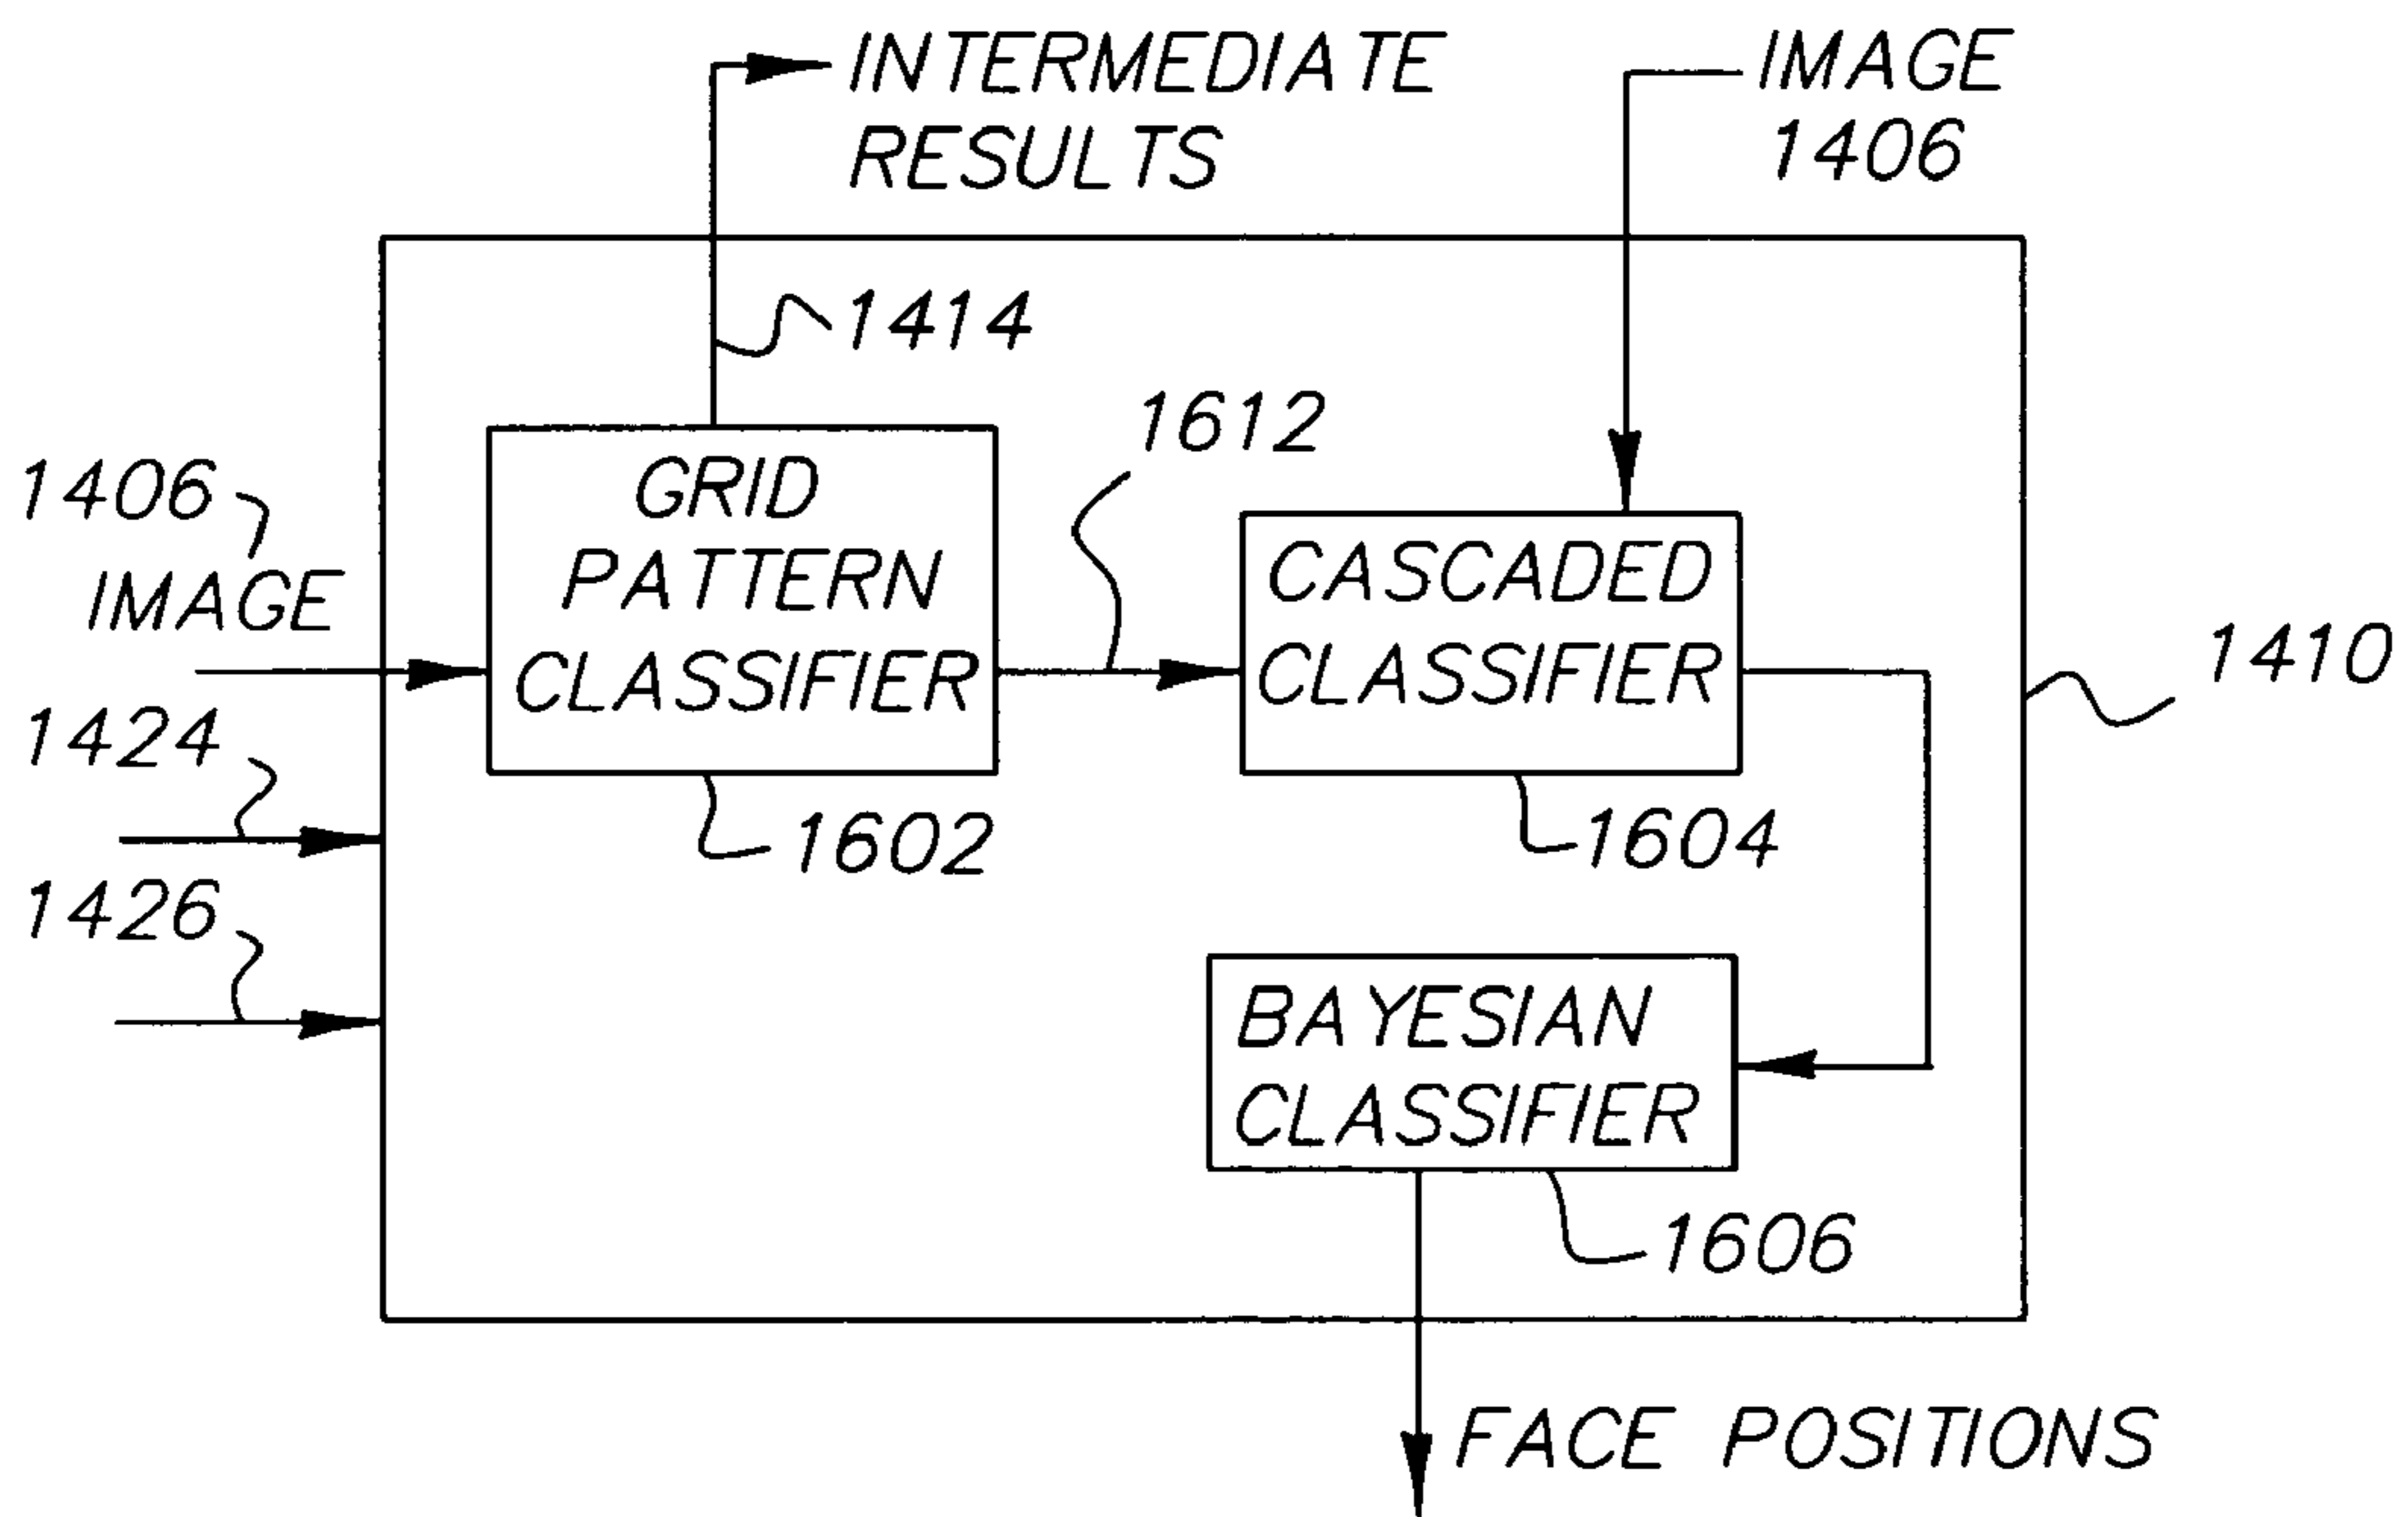 INTERMEDIATE
RESULTS
IMAGE
1406
1414
1612
1406
IMAGE
GRID
PATTERN
CLASSIFIER
CASCADED
CLASSIFIER
1410
1424
1602
1604
1426
BAYESIAN
CLASSIFIER
1606
FACE POSITIONS